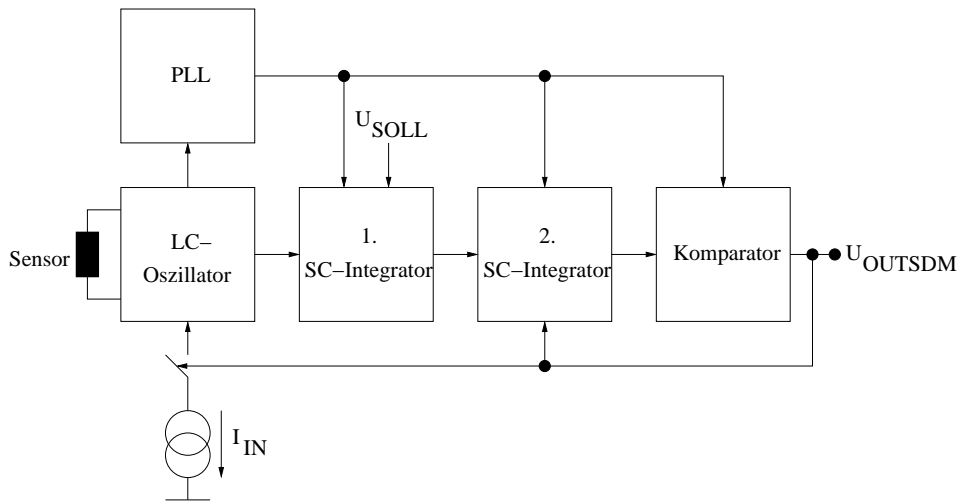 PLL
U_SOLL
Sensor
LC–
Oszillator
1.
SC–Integrator
2.
SC–Integrator
Komparator
U_OUTSDM
I_IN